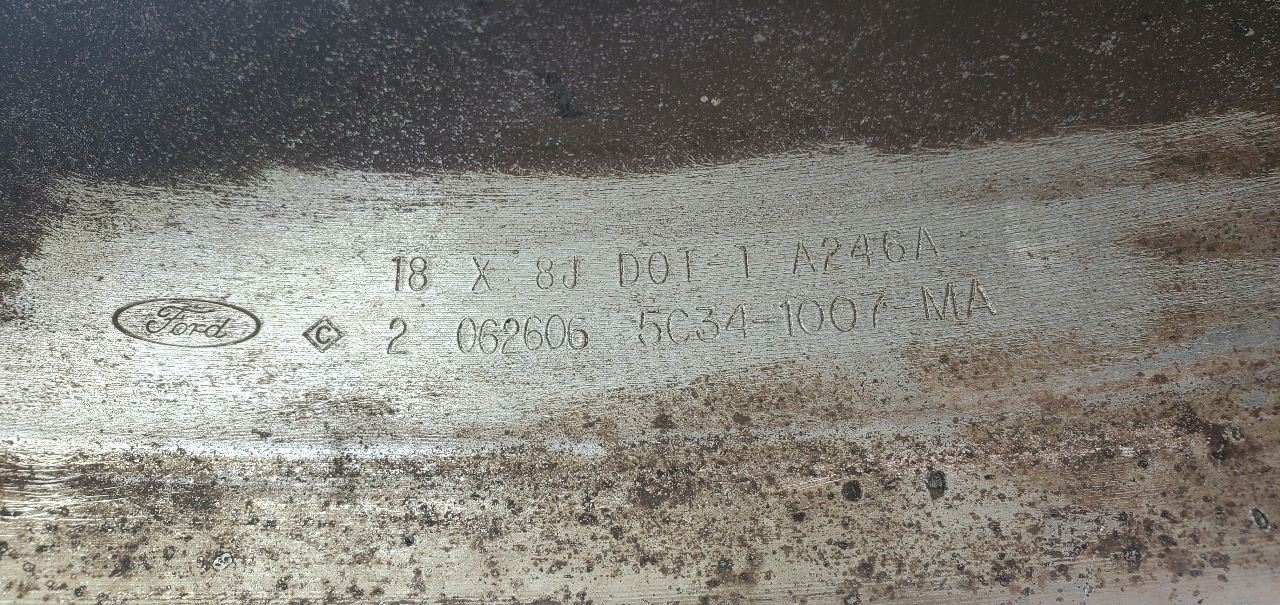 18 X 8J DOT-T A246A
Ford C 2 062606 5C34-1007-MA